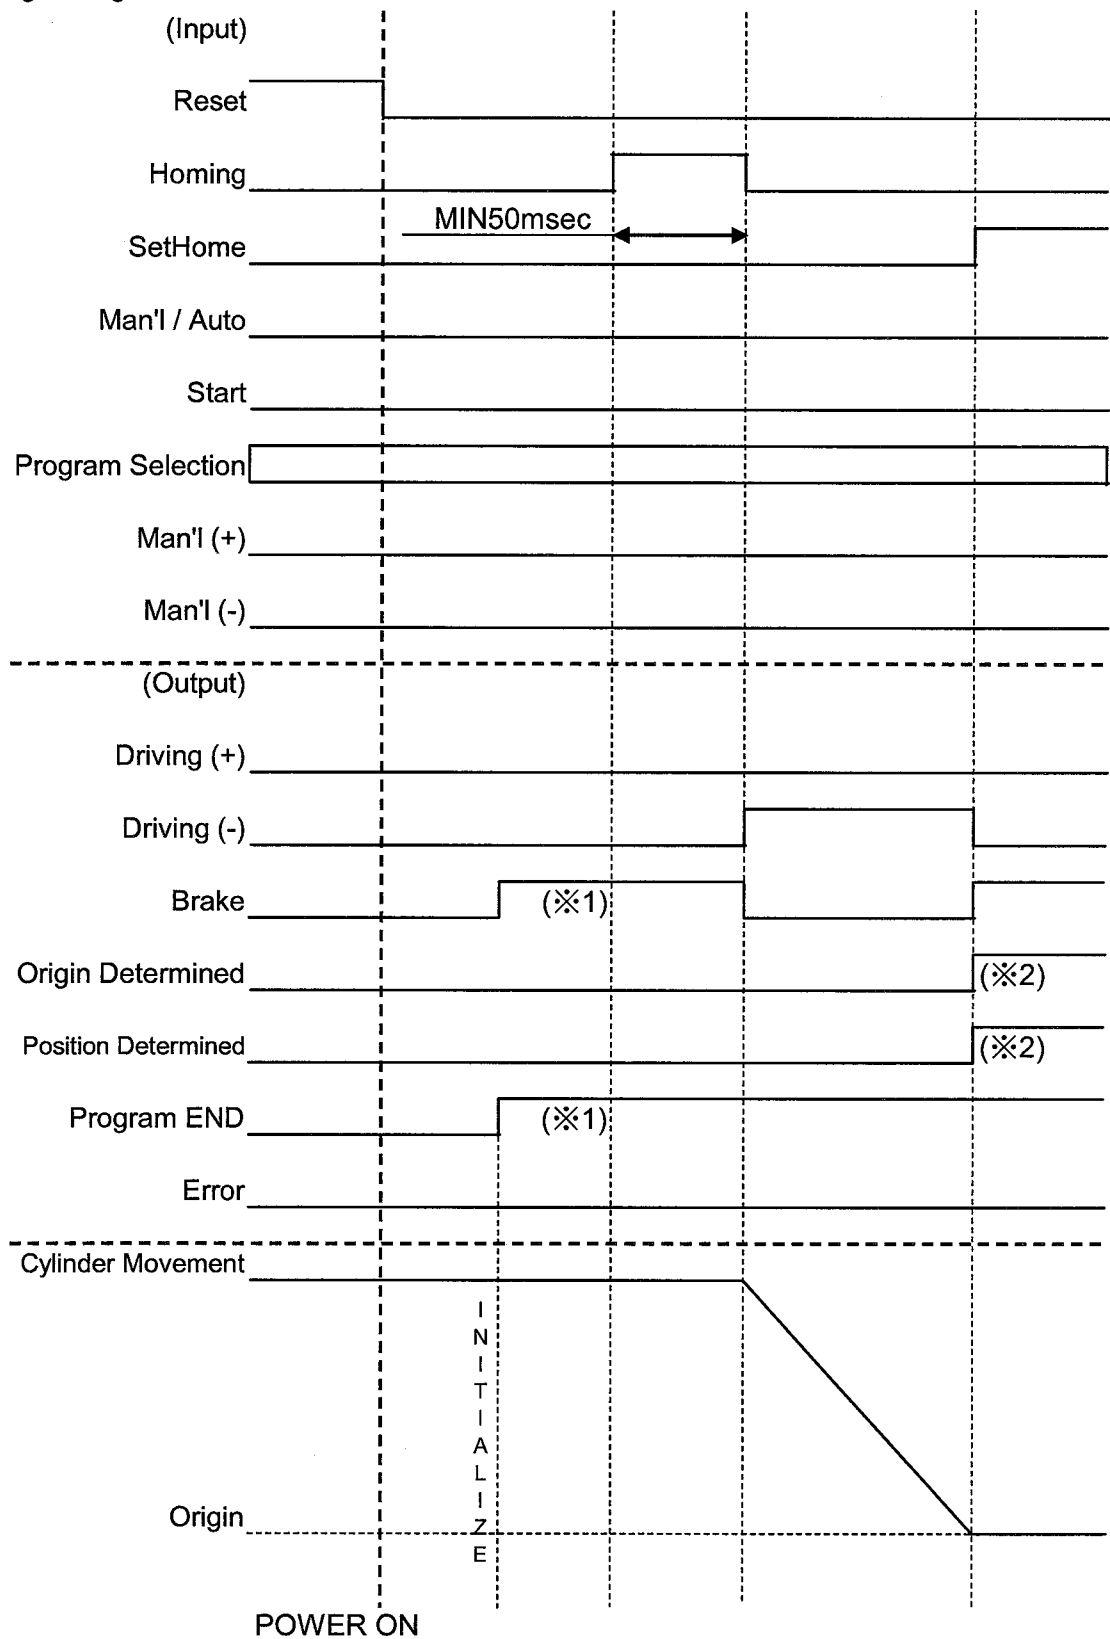 (Input)
Reset
Homing
MIN50msec
SetHome
Man'l / Auto
Start
Program Selection
Man'l (+)
Man'l (-)
(Output)
Driving (+)
Driving (-)
Brake (※1)
Origin Determined (※2)
Position Determined (※2)
Program END (※1)
Error
Cylinder Movement
INITIALIZE
Origin
POWER ON